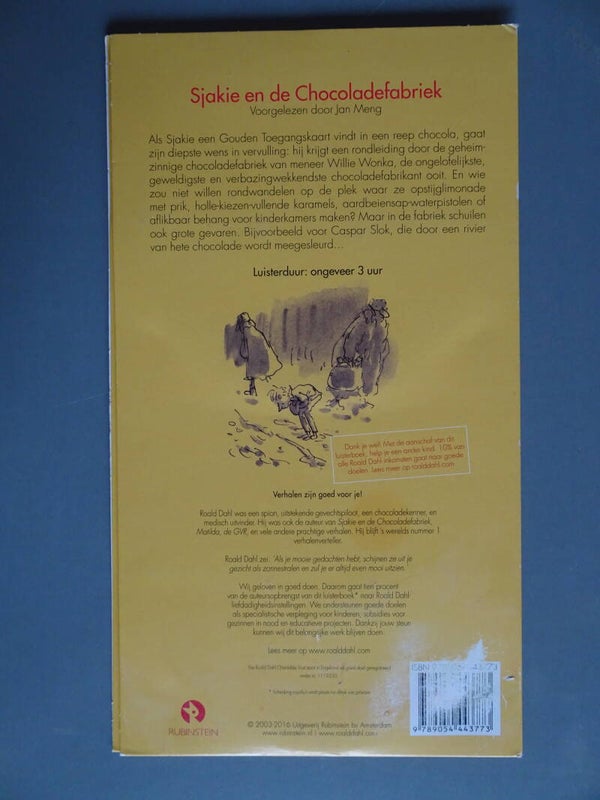 Sjakie en de Chocoladefabriek
Voorgelezen door Jan Meng
Als Sjakie een Gouden Toegangskaart vindt in een reep chocola, gaat
zijn diepste wens in vervulling: hij krijgt een rondleiding door de geheim-
zinnige chocoladefabriek van meneer Willie Wonka, de ongelofelijkste,
geweldigste en verbazingwekkendste chocoladefabrikant ooit. En wie
zou niet willen rondwandelen op de plek waar ze opstijglimonade
met prik, holle-kiezen-vullende karamels, aardbeiensap-waterpistolen of
aflikbaar behang voor kinderkamers maken? Maar in de fabriek schuilen
ook grote gevaren. Bijvoorbeeld voor Caspar Slok, die door een rivier
van hete chocolade wordt meegesleurd...
Luisterduur: ongeveer 3 uur
Dank je wel! Met de aanschaf van dit
luisterboek, help je een ander kind. 10% van
alle Roald Dahl inkomsten gaat naar goede
doelen. Lees meer op roalddahl.com
Verhalen zijn goed voor je!
Roald Dahl was een spion, uitstekende gevechtspiloot, een chocoladekenner, en
medisch uitvinder. Hij was ook de auteur van Sjakie en de Chocoladefabriek,
Matilda, de GVR, en vele andere prachtige verhalen. Hij blijft 's werelds nummer 1
verhalenverteller.
Roald Dahl zei: 'Als je mooie gedachten hebt, schijnen ze uit je
gezicht als zonnestralen en zul je er altijd even mooi uitzien.'
Wij geloven in goed doen. Daarom gaat tien procent
van de auteursopbrengst van dit luisterboek* naar Roald Dahl
liefdadigheidsinstellingen. We ondersteunen goede doelen
als specialistische verpleging voor kinderen, subsidies voor
gezinnen in nood en educatieve projecten. Dankzij jouw steun
kunnen wij dit belangrijke werk blijven doen.
Lees meer op www.roalddahl.com
RUBINSTEIN
© 2003-2016 Uitgeverij Rubinstein bv Amsterdam
www.rubinstein.nl | www.roalddahl.com
ISBN 443773
9 789054 443773